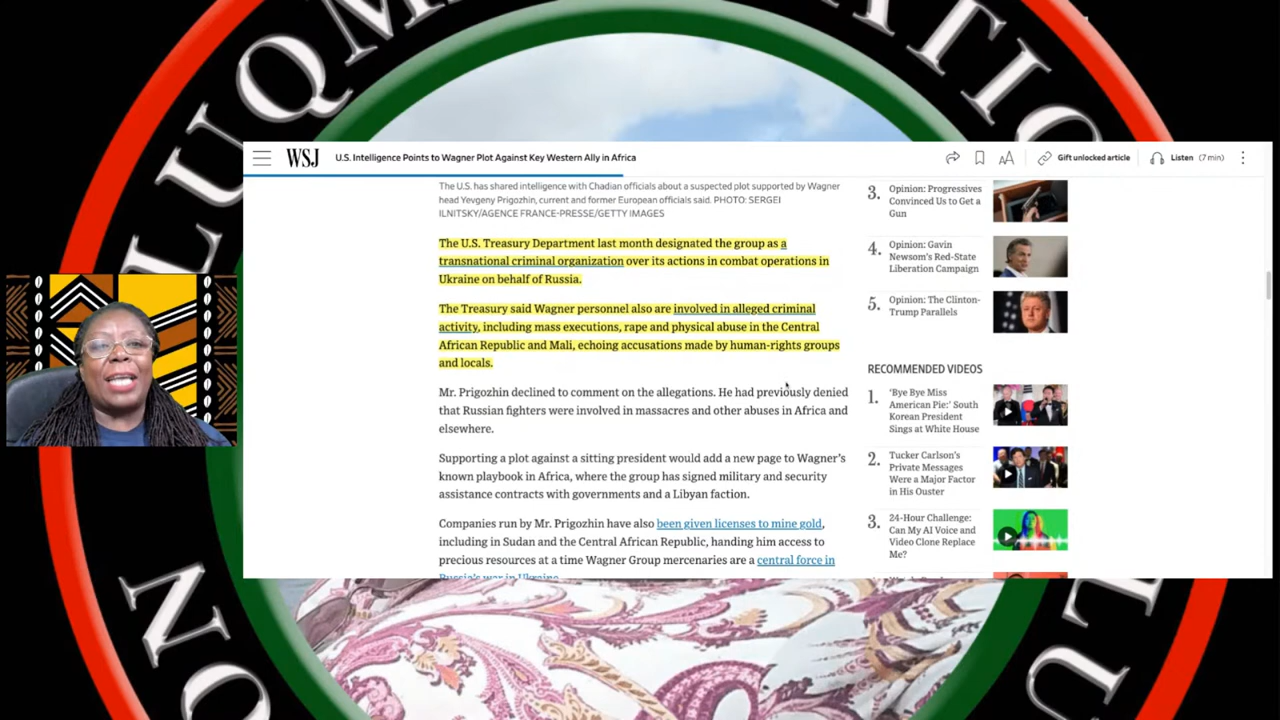 LUQM
ATIO
WSJ
U.S. Intelligence Points to Wagner Plot Against Key Western Ally in Africa
AA
Gift unlocked article
Listen (7 min)
The U.S. has shared intelligence with Chadian officials about a suspected plot supported by Wagner
head Yevgeny Prigozhin, current and former European officials said. PHOTO: SERGEI
ILNITSKY/AGENCE FRANCE-PRESSE/GETTY IMAGES
The U.S. Treasury Department last month designated the group as a
transnational criminal organization over its actions in combat operations in
Ukraine on behalf of Russia.
The Treasury said Wagner personnel also are involved in alleged criminal
activity, including mass executions, rape and physical abuse in the Central
African Republic and Mali, echoing accusations made by human-rights groups
and locals.
Mr. Prigozhin declined to comment on the allegations. He had previously denied
that Russian fighters were involved in massacres and other abuses in Africa and
elsewhere.
Supporting a plot against a sitting president would add a new page to Wagner's
known playbook in Africa, where the group has signed military and security
assistance contracts with governments and a Libyan faction.
Companies run by Mr. Prigozhin have also been given licenses to mine gold,
including in Sudan and the Central African Republic, handing him access to
precious resources at a time Wagner Group mercenaries are a central force in
Russia's war in Ukraine
3. Opinion: Progressives
Convinced Us to Get a
Gun
4. Opinion: Gavin
Newsom's Red-State
Liberation Campaign
5. Opinion: The Clinton-
Trump Parallels
RECOMMENDED VIDEOS
1. 'Bye Bye Miss
American Pie:' South
Korean President
Sings at White House
2. Tucker Carlson's
Private Messages
Were a Major Factor
in His Ouster
3. 24-Hour Challenge:
Can My AI Voice and
Video Clone Replace
Me?
NO
LU